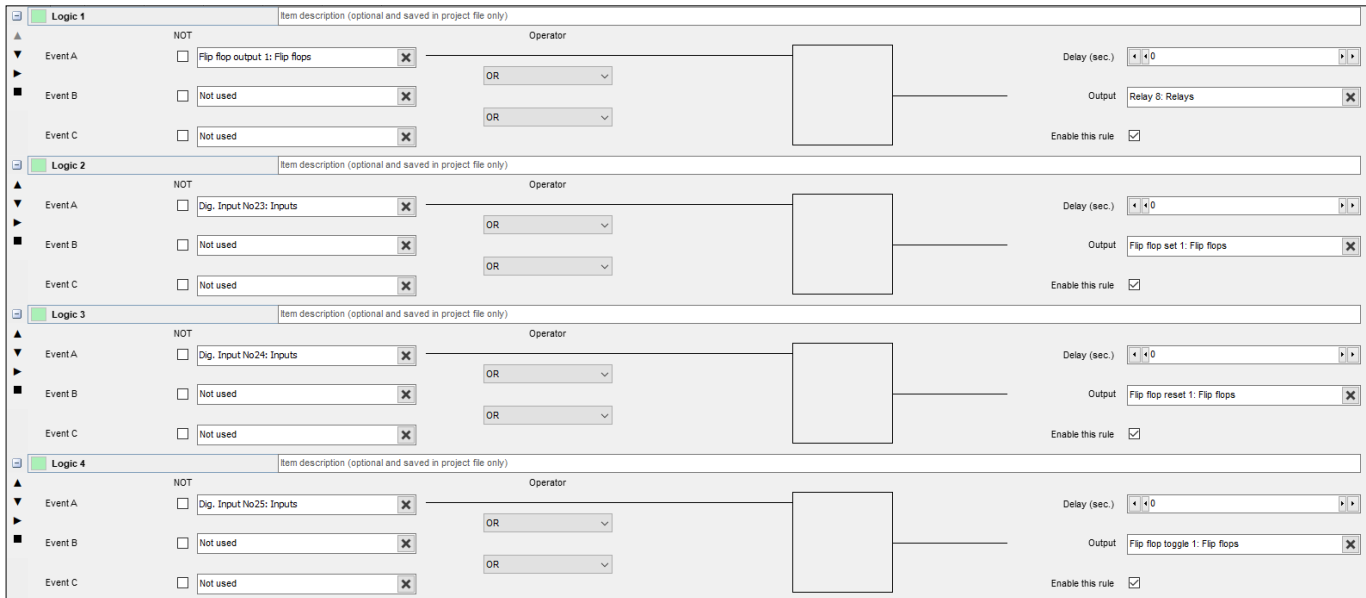 Logic 1 Item description (optional and saved in project file only)
NOT Operator
Event A Flip flop output 1: Flip flops Delay (sec.) 0
OR
Event B Not used Output Relay 8: Relays
OR
Event C Not used Enable this rule
Logic 2 Item description (optional and saved in project file only)
NOT Operator
Event A Dig. Input No23: Inputs Delay (sec.) 0
OR
Event B Not used Output Flip flop set 1: Flip flops
OR
Event C Not used Enable this rule
Logic 3 Item description (optional and saved in project file only)
NOT Operator
Event A Dig. Input No24: Inputs Delay (sec.) 0
OR
Event B Not used Output Flip flop reset 1: Flip flops
OR
Event C Not used Enable this rule
Logic 4 Item description (optional and saved in project file only)
NOT Operator
Event A Dig. Input No25: Inputs Delay (sec.) 0
OR
Event B Not used Output Flip flop toggle 1: Flip flops
OR
Event C Not used Enable this rule